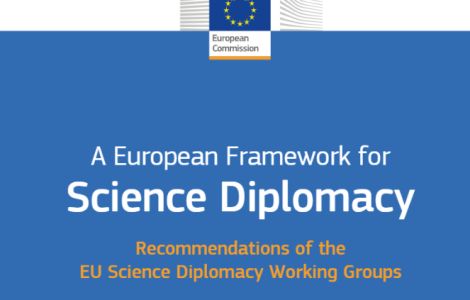 European
Commission
A European Framework for
Science Diplomacy
Recommendations of the
EU Science Diplomacy Working Groups